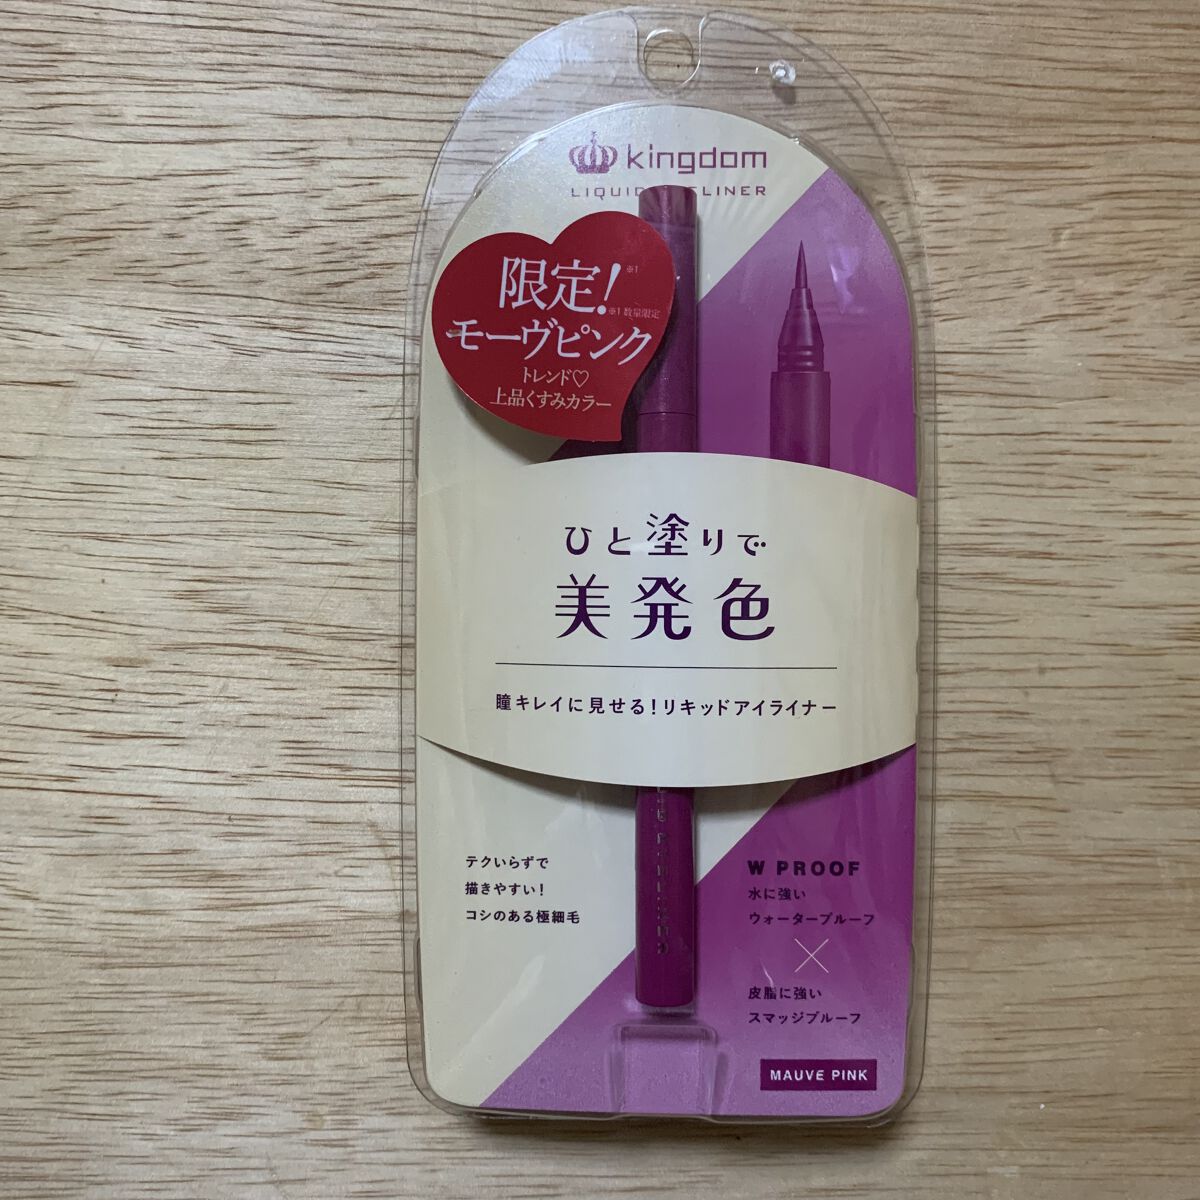 kingdom
LIQUID EYELINER
限定!※1
※1 数量限定
モーヴピンク
トレンド♡
上品くすみカラー
ひと塗りで
美発色
瞳キレイに見せる!リキッドアイライナー
テクいらずで
描きやすい!
コシのある極細毛
W PROOF
水に強い
ウォータープルーフ
×
皮脂に強い
スマッジプルーフ
MAUVE PINK